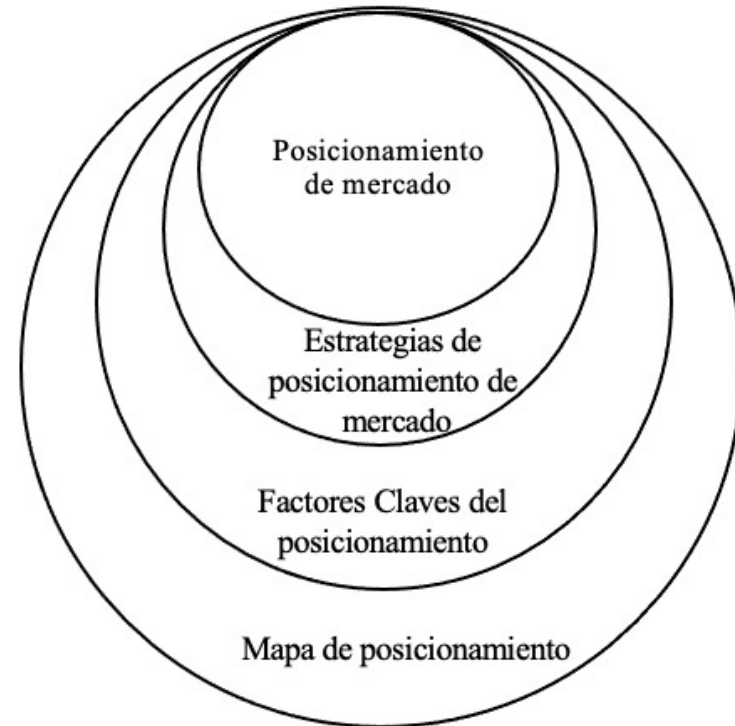 Posicionamiento
de mercado
Estrategias de
posicionamiento de
mercado
Factores Claves del
posicionamiento
Mapa de posicionamiento